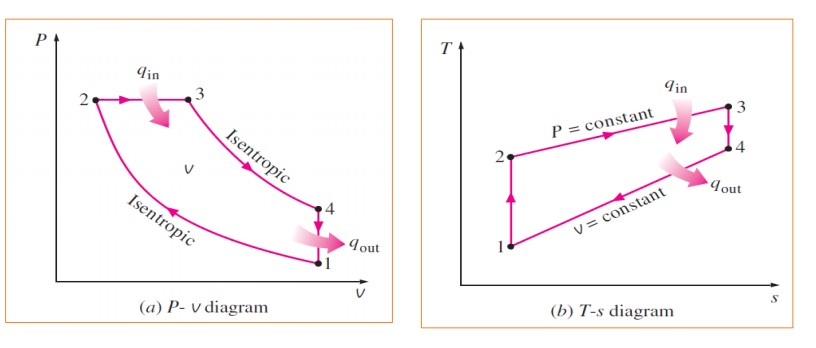 P
qin
2
3
Isentropic
v
Isentropic
4
qout
1
v
(a) P- v diagram
T
qin
3
P = constant
2
4
qout
v = constant
1
s
(b) T-s diagram